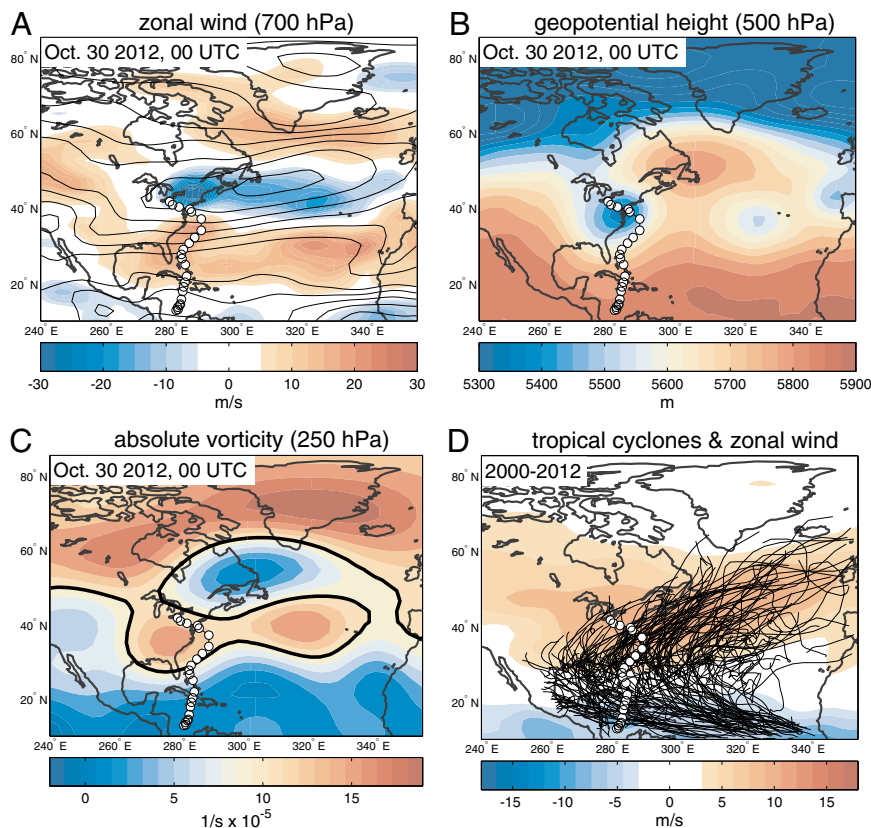 A zonal wind (700 hPa)
Oct. 30 2012, 00 UTC
80° N
60° N
40° N
20° N
240° E 280° E 300° E 320° E 340° E
-30 -20 -10 0 10 20 30
m/s
B geopotential height (500 hPa)
Oct. 30 2012, 00 UTC
80° N
60° N
40° N
20° N
240° E 280° E 300° E 320° E 340° E
5300 5400 5500 5600 5700 5800 5900
m
C absolute vorticity (250 hPa)
Oct. 30 2012, 00 UTC
80° N
60° N
40° N
20° N
240° E 260° E 280° E 300° E 320° E 340° E
0 5 10 15
1/s x 10⁻⁵
D tropical cyclones & zonal wind
2000-2012
80° N
60° N
40° N
20° N
240° E 260° E 280° E 300° E 320° E 340° E
-15 -10 -5 0 5 10 15
m/s